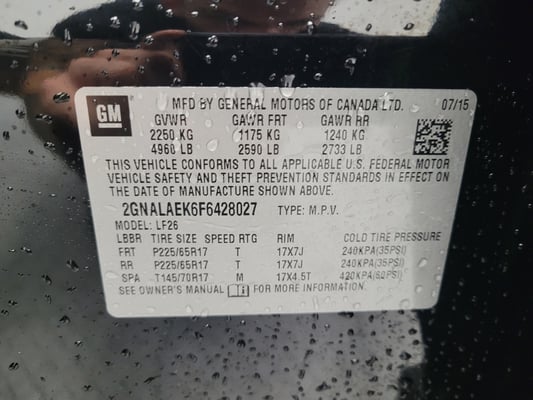 MFD BY GENERAL MOTORS OF CANADA LTD. 07/15
GM
GVWR GAWR FRT GAWR RR
2250 KG 1175 KG 1240 KG
4960 LB 2590 LB 2733 LB
THIS VEHICLE CONFORMS TO ALL APPLICABLE U.S. FEDERAL MOTOR
VEHICLE SAFETY AND THEFT PREVENTION STANDARDS IN EFFECT ON
THE DATE OF MANUFACTURE SHOWN ABOVE.
2GNALAEK6F6428027 TYPE: M.P.V.
MODEL: LF26
LBBR TIRE SIZE SPEED RTG RIM COLD TIRE PRESSURE
FRT P225/65R17 T 17X7J 240KPA(35PSI)
RR P225/65R17 T 17X7J 240KPA(35PSI)
SPA T145/70R17 M 17X4.5T 420KPA(60PSI)
SEE OWNER'S MANUAL FOR MORE INFORMATION.